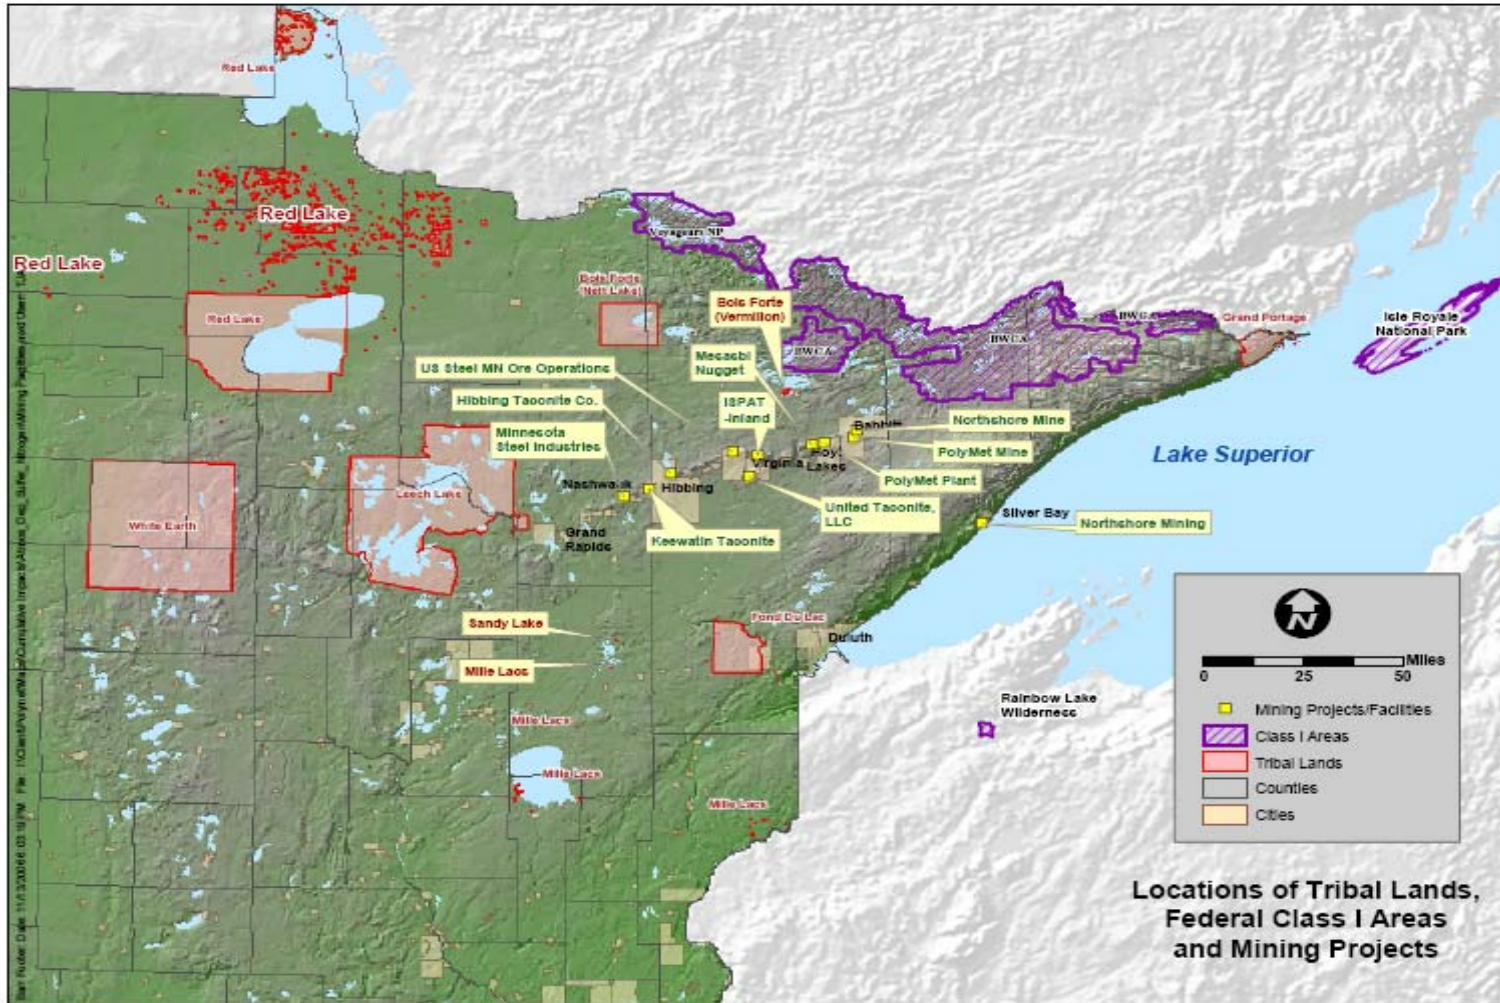 Red Lake
Red Lake
Red Lake
Red Lake
Voyageurs NP
Bois Forte
(Nett Lake)
Bois Forte
(Vermilion)
BWCA
BWCA
BWCA
Grand Portage
Isle Royale
National Park
US Steel MN Ore Operations
Mesabi
Nugget
Hibbing Taconite Co.
ISPAT
-Inland
Minnesota
Steel Industries
Babbitt
Northshore Mine
PolyMet Mine
Hoyt
Lakes
PolyMet Plant
Virginia
Nashwauk
Hibbing
Leech Lake
White Earth
Lake Superior
United Taconite,
LLC
Silver Bay
Northshore Mining
Grand
Rapids
Keewatin Taconite
Sandy Lake
Fond Du Lac
Duluth
Mille Lacs
Mille Lacs
Mille Lacs
Mille Lacs
Rainbow Lake
Wilderness
N
Miles
0 25 50
Mining Projects/Facilities
Class I Areas
Tribal Lands
Counties
Cities
Locations of Tribal Lands,
Federal Class I Areas
and Mining Projects